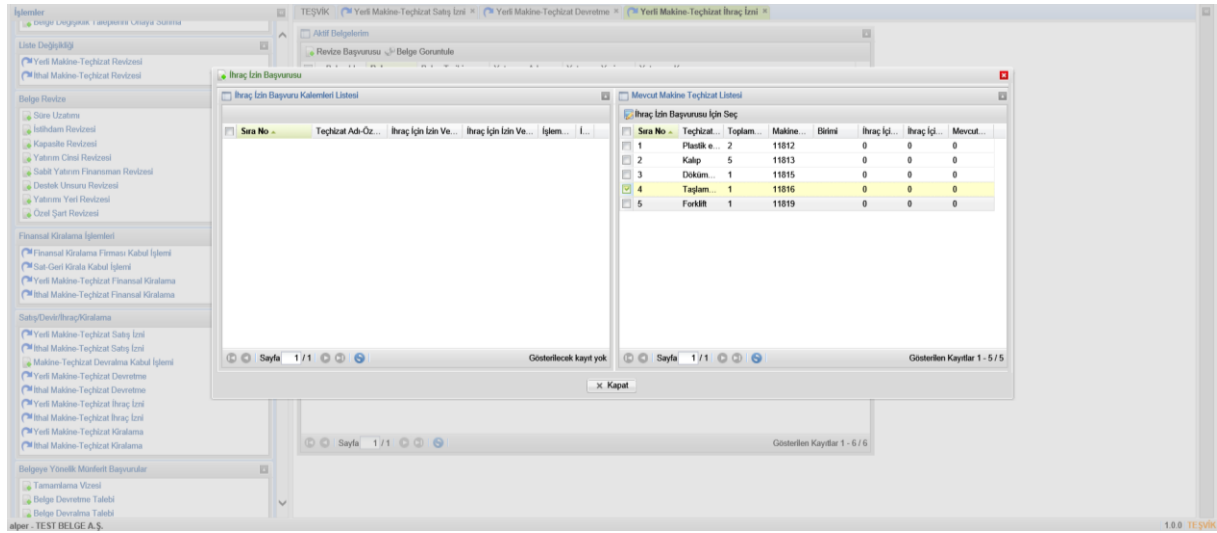 İşlemler
TEŞVİK Yerli Makine-Teçhizat Satış İzni × Yerli Makine-Teçhizat Devretme × Yerli Makine-Teçhizat İhraç İzni ×
Belge Değişiklik Taleplerini Onaya Sunma
Liste Değişikliği
Yerli Makine-Teçhizat Revizesi
İthal Makine-Teçhizat Revizesi
Belge Revize
Süre Uzatımı
İstihdam Revizesi
Kapasite Revizesi
Yatırım Cinsi Revizesi
Sabit Yatırım Finansman Revizesi
Destek Unsuru Revizesi
Yatırım Yeri Revizesi
Özel Şart Revizesi
Finansal Kiralama İşlemleri
Finansal Kiralama Firması Kabul İşlemi
Sat-Geri Kirala Kabul İşlemi
Yerli Makine-Teçhizat Finansal Kiralama
İthal Makine-Teçhizat Finansal Kiralama
Satış/Devir/İhraç/Kiralama
Yerli Makine-Teçhizat Satış İzni
İthal Makine-Teçhizat Satış İzni
Makine-Teçhizat Devralma Kabul İşlemi
Yerli Makine-Teçhizat Devretme
İthal Makine-Teçhizat Devretme
Yerli Makine-Teçhizat İhraç İzni
İthal Makine-Teçhizat İhraç İzni
Yerli Makine-Teçhizat Kiralama
İthal Makine-Teçhizat Kiralama
Belgeye Yönelik Münferit Başvurular
Tamamlama Vizesi
Belge Devretme Talebi
Belge Devralma Talebi
Aktif Belgelerim
Revize Başvurusu Belge Goruntule
İhraç İzin Başvurusu
İhraç İzin Başvuru Kalemleri Listesi
Sıra No Teçhizat Adı-Öz... İhraç İçin İzin Ve... İhraç İçin İzin Ve... İşlem... İ...
Sayfa 1 / 1 Gösterilecek kayıt yok
Mevcut Makine Teçhizat Listesi
İhraç İzin Başvurusu İçin Seç
Sıra No Teçhizat... Toplam... Makine... Birimi İhraç İçi... İhraç İçi... Mevcut...
1 Plastik e... 2 11812 0 0 0
2 Kalıp 5 11813 0 0 0
3 Döküm... 1 11815 0 0 0
4 Taşlam... 1 11816 0 0 0
5 Forklift 1 11819 0 0 0
Sayfa 1 / 1 Gösterilen Kayıtlar 1 - 5 / 5
× Kapat
Sayfa 1 / 1 Gösterilen Kayıtlar 1 - 6 / 6
alper - TEST BELGE A.Ş.
1.0.0 TEŞVİK